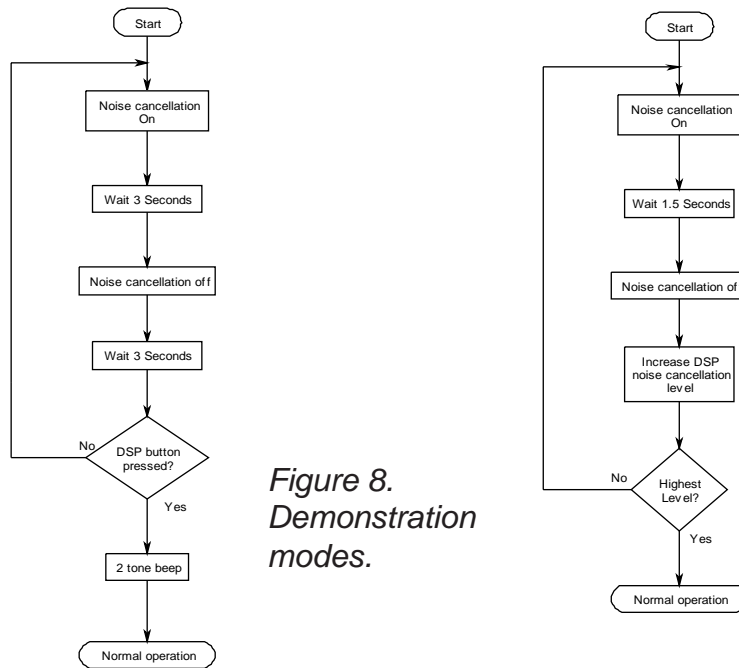 Start
Noise cancellation
On
Wait 3 Seconds
Noise cancellation off
Wait 3 Seconds
No
DSP button
pressed?
Yes
2 tone beep
Normal operation
Figure 8.
Demonstration
modes.
Start
Noise cancellation
On
Wait 1.5 Seconds
Noise cancellation of
Increase DSP
noise cancellation
level
No
Highest
Level?
Yes
Normal operation